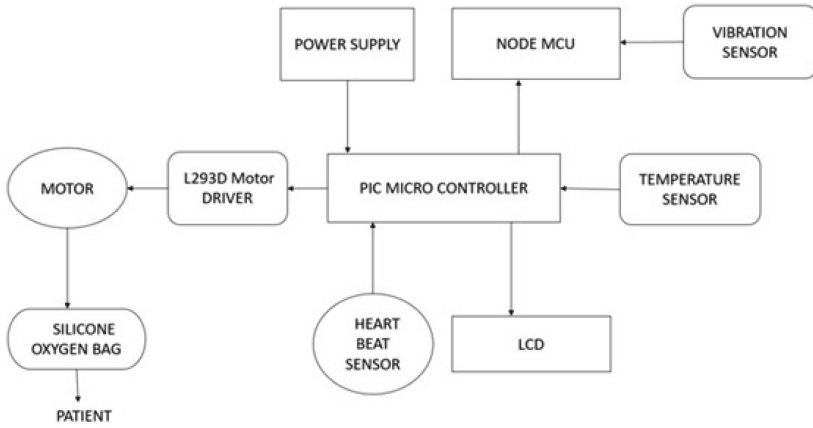 POWER SUPPLY
NODE MCU
VIBRATION
SENSOR
MOTOR
L293D Motor
DRIVER
PIC MICRO CONTROLLER
TEMPERATURE
SENSOR
SILICONE
OXYGEN BAG
HEART
BEAT
SENSOR
LCD
PATIENT